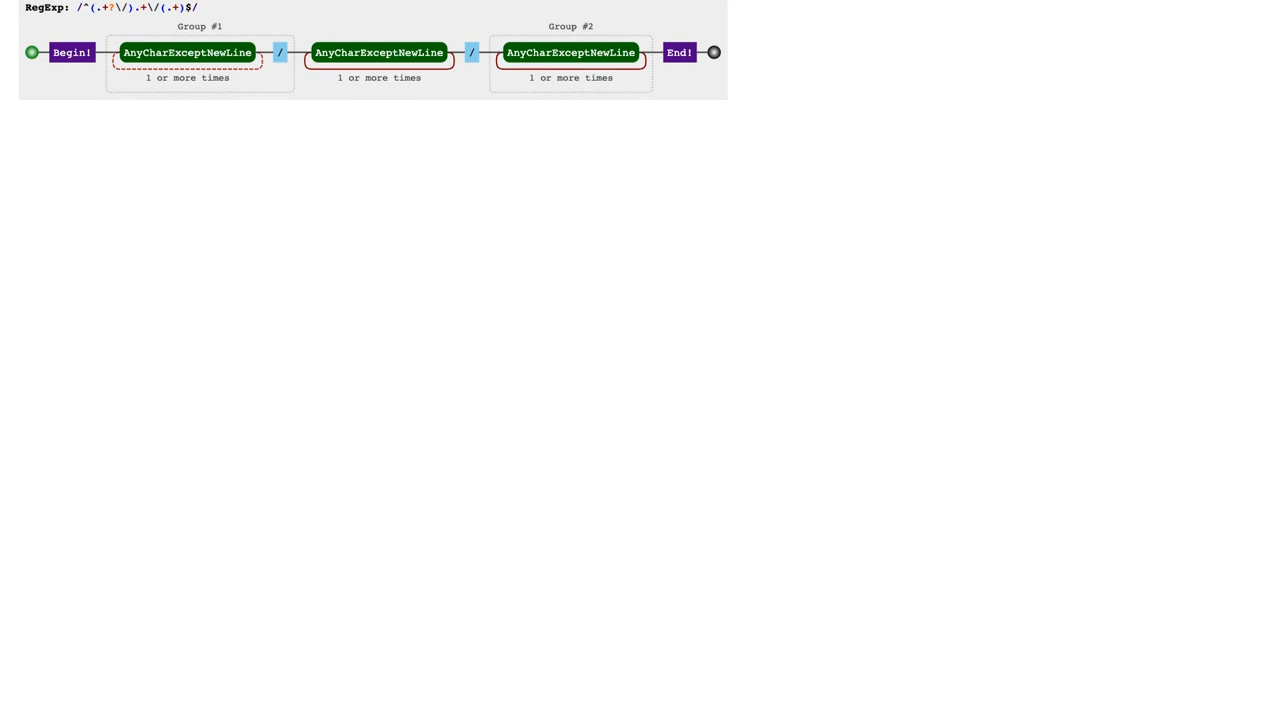 RegExp: /^(.+?\/).+\/(.+)$/
Group #1 Group #2
Begin! AnyCharExceptNewLine / AnyCharExceptNewLine / AnyCharExceptNewLine End!
1 or more times 1 or more times 1 or more times